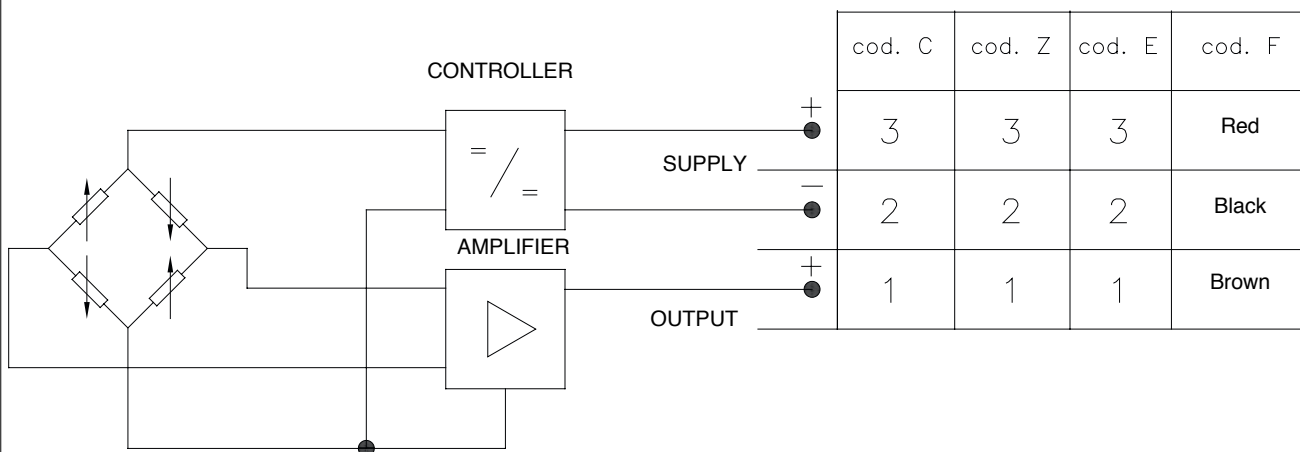 cod. C cod. Z cod. E cod. F
CONTROLLER
+ 3 3 3 Red
= / =
SUPPLY
− 2 2 2 Black
AMPLIFIER
+ 1 1 1 Brown
OUTPUT